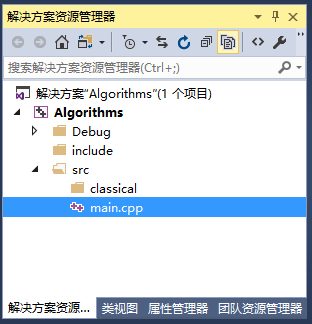 解决方案资源管理器
搜索解决方案资源管理器(Ctrl+;)
解决方案"Algorithms"(1 个项目)
Algorithms
Debug
include
src
classical
main.cpp
解决方案资源... 类视图 属性管理器 团队资源管理器